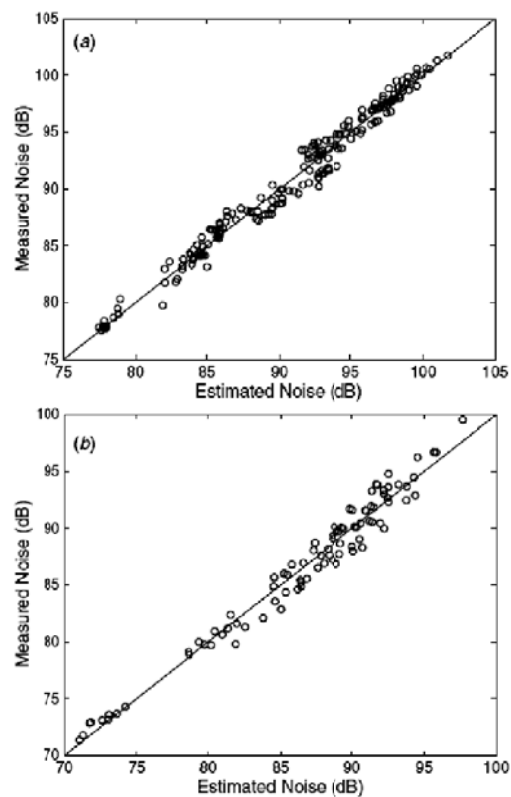 105
(a)
100
95
90
85
80
75
Measured Noise (dB)
75 80 85 90 95 100 105
Estimated Noise (dB)
100
(b)
95
90
85
80
75
70
Measured Noise (dB)
70 75 80 85 90 95 100
Estimated Noise (dB)